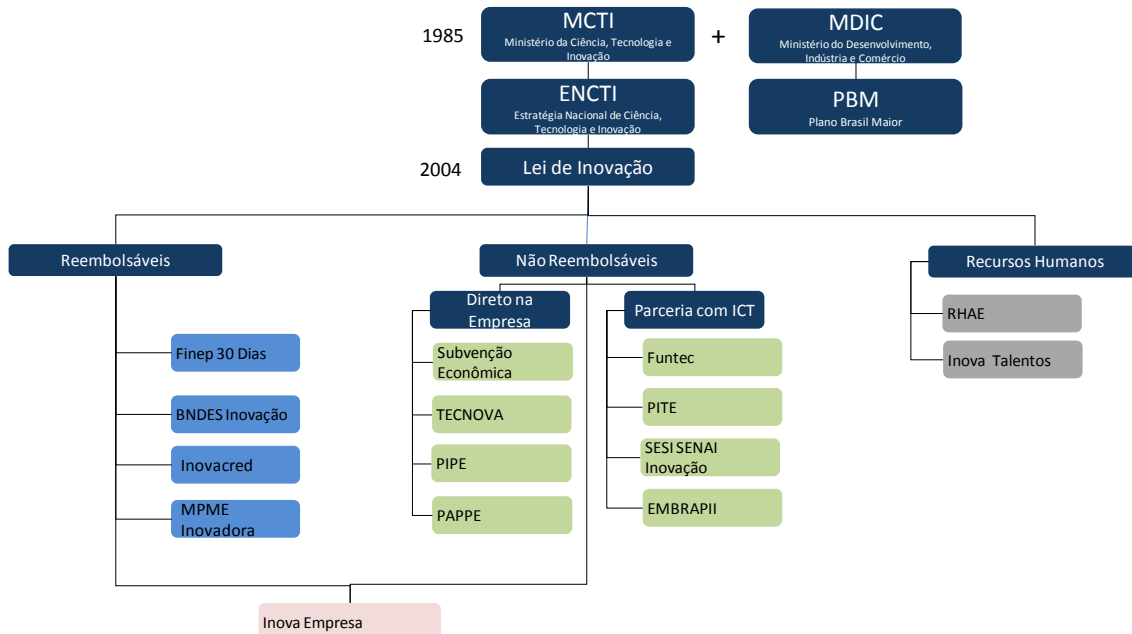 1985
MCTI
Ministério da Ciência, Tecnologia e
Inovação
+
MDIC
Ministério do Desenvolvimento,
Indústria e Comércio
ENCTI
Estratégia Nacional de Ciência,
Tecnologia e Inovação
PBM
Plano Brasil Maior
2004
Lei de Inovação
Reembolsáveis
Não Reembolsáveis
Recursos Humanos
Direto na
Empresa
Parceria com ICT
RHAE
Inova Talentos
Finep 30 Dias
BNDES Inovação
Inovacred
MPME
Inovadora
Subvenção
Econômica
TECNOVA
PIPE
PAPPE
Funtec
PITE
SESI SENAI
Inovação
EMBRAPII
Inova Empresa